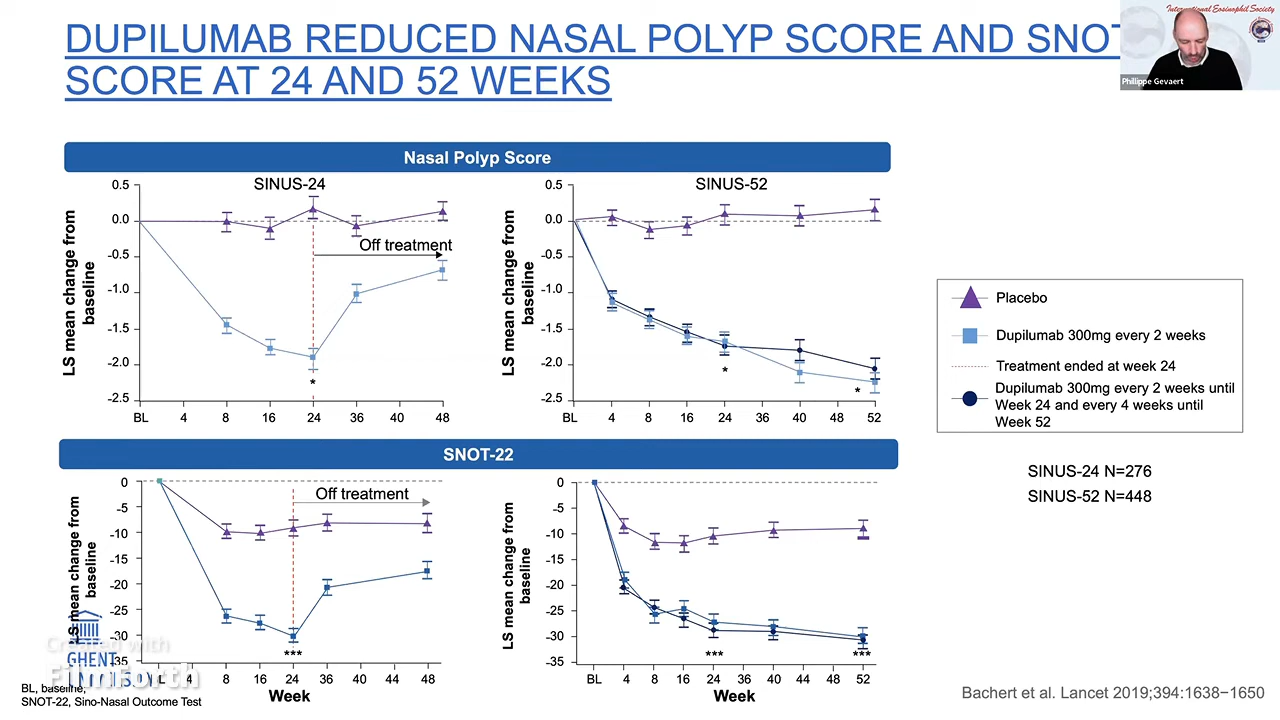 DUPILUMAB REDUCED NASAL POLYP SCORE AND SNOT
SCORE AT 24 AND 52 WEEKS
International Eosinophil Society
Phillippe Gevaert
Nasal Polyp Score
SINUS-24
LS mean change from
baseline
0.5
0.0
-0.5
-1.0
-1.5
-2.0
-2.5
Off treatment
*
BL 4 8 16 24 36 40 48
SINUS-52
LS mean change from
baseline
0.5
0.0
-0.5
-1.0
-1.5
-2.0
-2.5
*
*
BL 4 8 16 24 36 40 52
Placebo
Dupilumab 300mg every 2 weeks
Treatment ended at week 24
Dupilumab 300mg every 2 weeks until
Week 24 and every 4 weeks until
Week 52
SINUS-24 N=276
SINUS-52 N=448
SNOT-22
LS mean change from
baseline
0
-5
-10
-15
-20
-25
-30
-35
Off treatment
***
8 16 24 36 40 48
Week
LS mean change from
baseline
0
-5
-10
-15
-20
-25
-30
-35
***
***
BL 4 8 16 24 36 40 52
Week
Created with
Filmforth
GHENT
BL, baseline;
SNOT-22, Sino-Nasal Outcome Test
Bachert et al. Lancet 2019;394:1638−1650